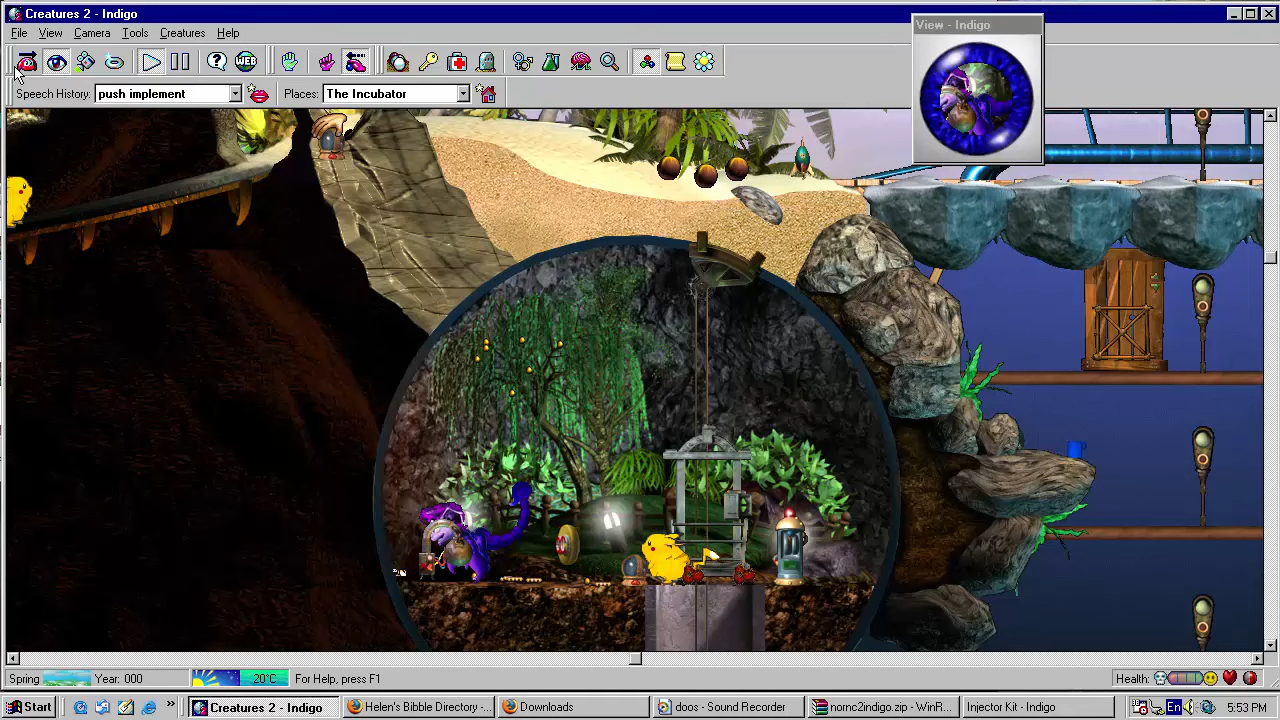 Creatures 2 - Indigo
View - Indigo
File View Camera Tools Creatures Help
WEB
Speech History: push implement Places: The Incubator
Spring Year: 000 20°C For Help, press F1 Health:
Start » Creatures 2 - Indigo Helen's Bible Directory - ... Downloads doos - Sound Recorder nornc2indigo.zip - WinR... Injector Kit - Indigo En 5:53 PM